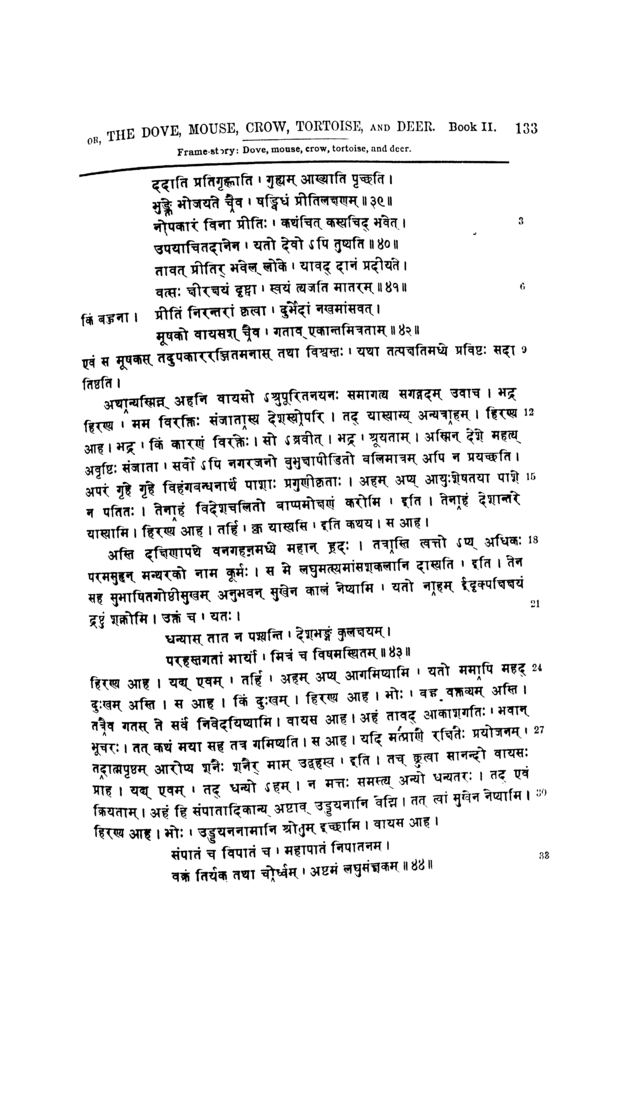 OR, THE DOVE, MOUSE, CROW, TORTOISE, AND DEER. Book II. 133
Frame-story: Dove, mouse, crow, tortoise, and deer.
ददाति प्रतिगृह्णाति । गुह्यम् आख्याति पृच्छति ।
भुङ्क्ते भोजयते चैव । षड्विधं प्रीतिलक्षणम् ॥ ३९ ॥
नोपकारं विना प्रीतिः । कथंचित् कस्यचिद् भवेत् । 3
उपयाचितदानेन । यतो देवो ऽपि तुष्यति ॥ ४० ॥
तावत् प्रीतिर् भवेल् लोके । यावद् दानं प्रदीयते ।
वत्सः क्षीरक्षयं दृष्ट्वा । स्वयं त्यजति मातरम् ॥ ४१ ॥ 6
किं बहुना । प्रीतिं निरन्तरां कृत्वा । दुर्भेदां नखमांसवत् ।
मूषको वायसश् चैव । गताव् एकान्तमित्रताम् ॥ ४२ ॥
एवं स मूषकस् तदुपकाररञ्जितमनास् तथा विश्वस्तः । यथा तत्पक्षतिमध्ये प्रविष्टः सदा 9
तिष्ठति ।
अथान्यस्मिन्न् अहनि वायसो ऽश्रुपूरितनयनः समागत्य सगद्गदम् उवाच । भद्र
हिरण्य । मम विरक्तिः संजातास्य देशस्योपरि । तद् यास्याम्य् अन्यत्राहम् । हिरण्य 12
आह । भद्र । किं कारणं विरक्तेः । सो ऽब्रवीत् । भद्र । श्रूयताम् । अस्मिन् देशे महत्य्
अवृष्टिः संजाता । सर्वो ऽपि नगरजनो बुभुक्षापीडितो बलिमात्रम् अपि न प्रयच्छति ।
अपरं गृहे गृहे विहंगबन्धनार्थं पाशाः प्रगुणीकृताः । अहम् अप्य् आयुःशेषतया पाशे 15
न पतितः । तेनाहं विदेशचलितो बाष्पमोक्षणं करोमि । इति । तेनाहं देशान्तरे
यास्यामि । हिरण्य आह । तर्हि । क्व यास्यसि । इति कथय । स आह ।
अस्ति दक्षिणापथे वनगहनमध्ये महान् ह्रदः । तत्रास्ति त्वत्तो ऽप्य् अधिकः 18
परमसुहृन् मन्थरको नाम कूर्मः । स मे लघुमत्स्यमांसशकलानि दास्यति । इति । तेन
सह सुभाषितगोष्ठीसुखम् अनुभवन् सुखेन कालं नेष्यामि । यतो नाहम् ईदृक्पक्षिक्षयं
द्रष्टुं शक्नोमि । उक्तं च । यतः । 21
धन्यास् तात न पश्यन्ति । देशभङ्गं कुलक्षयम् ।
परहस्तगतां भार्यां । मित्रं च विषमस्थितम् ॥ ४३ ॥
हिरण्य आह । यद्य् एवम् । तर्हि । अहम् अप्य् आगमिष्यामि । यतो ममापि महद् 24
दुःखम् अस्ति । स आह । किं दुःखम् । हिरण्य आह । भोः । बहु वक्तव्यम् अस्ति ।
तत्रैव गतस् ते सर्वं निवेदयिष्यामि । वायस आह । अहं तावद् आकाशगतिः । भवान्
भूचरः । तत् कथं मया सह तत्र गमिष्यति । स आह । यदि मत्प्राणै रक्षितैः प्रयोजनम् । 27
तद्वात्मपृष्ठम् आरोप्य शनैः शनैर् माम् उद्वहस्व । इति । तच् छ्रुत्वा सानन्दो वायसः
प्राह । यद्य् एवम् । तद् धन्यो ऽहम् । न मत्तः समस्त्य् अन्यो धन्यतरः । तद् एवं
क्रियताम् । अहं हि संपातादिकान्य् अष्टाव् उड्डयनानि वेद्मि । तत् त्वां सुखेन नेष्यामि । 30
हिरण्य आह । भोः । उड्डयननामानि श्रोतुम् इच्छामि । वायस आह ।
संपातं च विपातं च । महापातं निपातनम् ।
वक्रं तिर्यक् तथा चोर्ध्वम् । अष्टमं लघुसंज्ञकम् ॥ ४४ ॥ 33